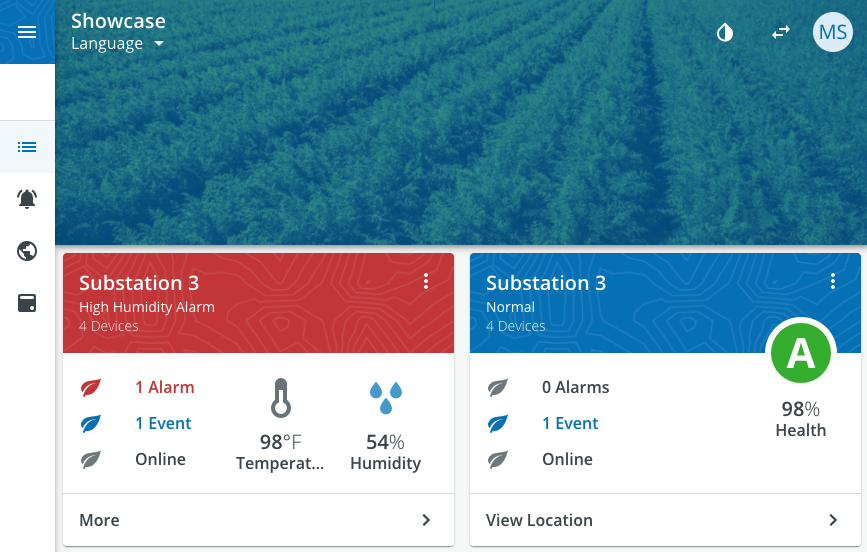 Showcase
Language
MS
Substation 3
High Humidity Alarm
4 Devices
1 Alarm
1 Event
Online
98°F
Temperat...
54%
Humidity
More
Substation 3
Normal
4 Devices
A
98%
Health
0 Alarms
1 Event
Online
View Location